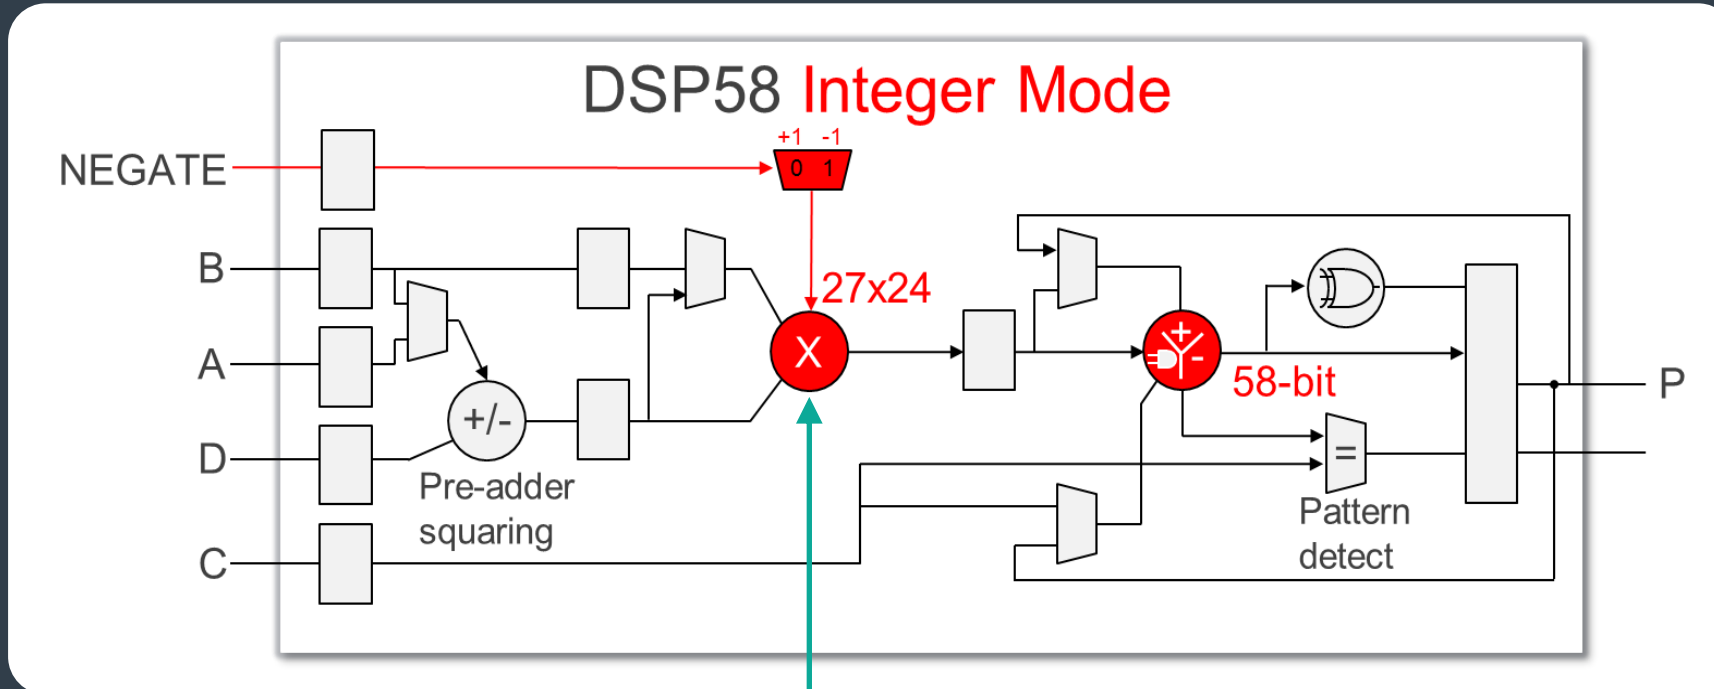 DSP58 Integer Mode
+1 -1
NEGATE
0 1
B
27x24
A
X
+
-
58-bit
P
+/-
D
=
Pre-adder
squaring
Pattern
detect
C